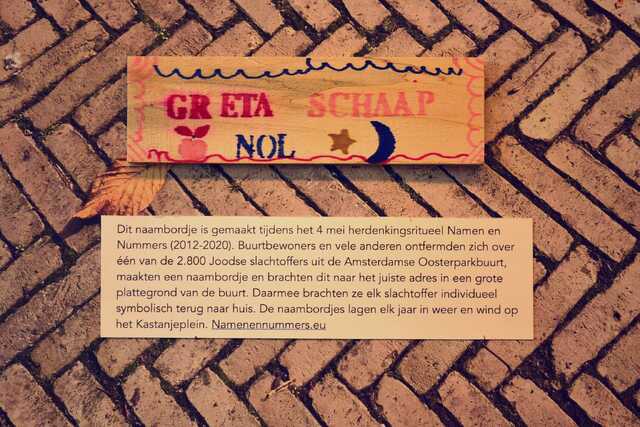 GRETA SCHAAP
NOL
Dit naambordje is gemaakt tijdens het 4 mei herdenkingsritueel Namen en
Nummers (2012-2020). Buurtbewoners en vele anderen ontfermden zich over
één van de 2.800 Joodse slachtoffers uit de Amsterdamse Oosterparkbuurt,
maakten een naambordje en brachten dit naar het juiste adres in een grote
plattegrond van de buurt. Daarmee brachten ze elk slachtoffer individueel
symbolisch terug naar huis. De naambordjes lagen elk jaar in weer en wind op
het Kastanjeplein. Namenennummers.eu